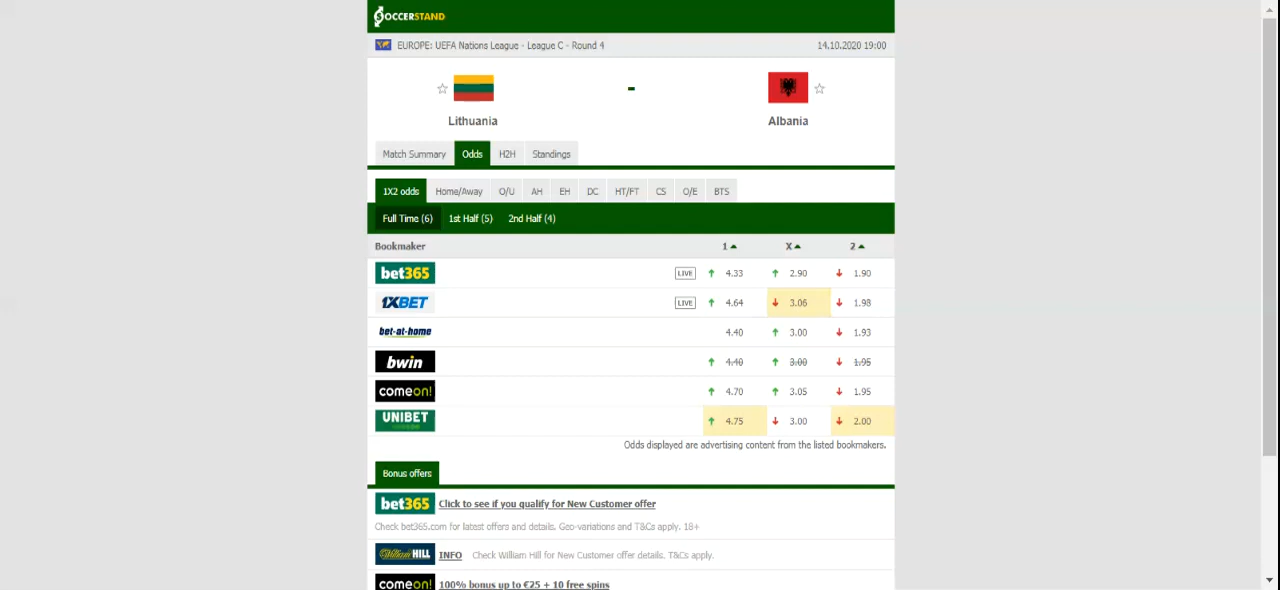 SOCCERSTAND
EUROPE: UEFA Nations League - League C - Round 4 14.10.2020 19:00
-
Lithuania Albania
Match Summary Odds H2H Standings
1X2 odds Home/Away O/U AH EH DC HT/FT CS O/E BTS
Full Time (6) 1st Half (5) 2nd Half (4)
Bookmaker 1 X 2
bet365 LIVE 4.33 2.90 1.90
1XBET LIVE 4.64 3.06 1.98
bet-at-home 4.40 3.00 1.93
bwin 4.40 3.00 1.95
comeon! 4.70 3.05 1.95
UNIBET 4.75 3.00 2.00
Odds displayed are advertising content from the listed bookmakers.
Bonus offers
bet365 Click to see if you qualify for New Customer offer
Check bet365.com for latest offers and details. Geo-variations and T&Cs apply. 18+
William HILL INFO Check William Hill for New Customer offer details. T&Cs apply.
comeon! 100% bonus up to €25 + 10 free spins